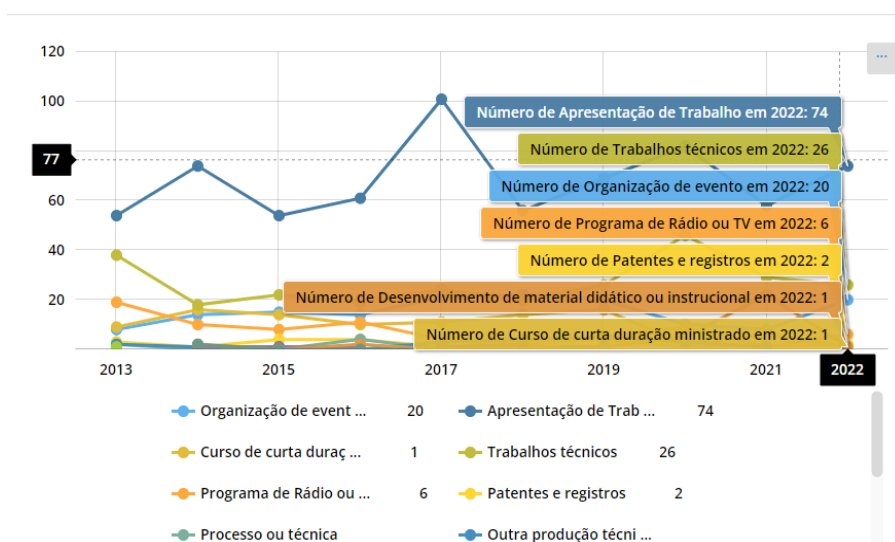 120
100
77
60
40
20
Número de Apresentação de Trabalho em 2022: 74
Número de Trabalhos técnicos em 2022: 26
Número de Organização de evento em 2022: 20
Número de Programa de Rádio ou TV em 2022: 6
Número de Patentes e registros em 2022: 2
Número de Desenvolvimento de material didático ou instrucional em 2022: 1
Número de Curso de curta duração ministrado em 2022: 1
2013 2015 2017 2019 2021 2022
Organização de event ... 20 Apresentação de Trab ... 74
Curso de curta duraç ... 1 Trabalhos técnicos 26
Programa de Rádio ou ... 6 Patentes e registros 2
Processo ou técnica Outra produção técni ...